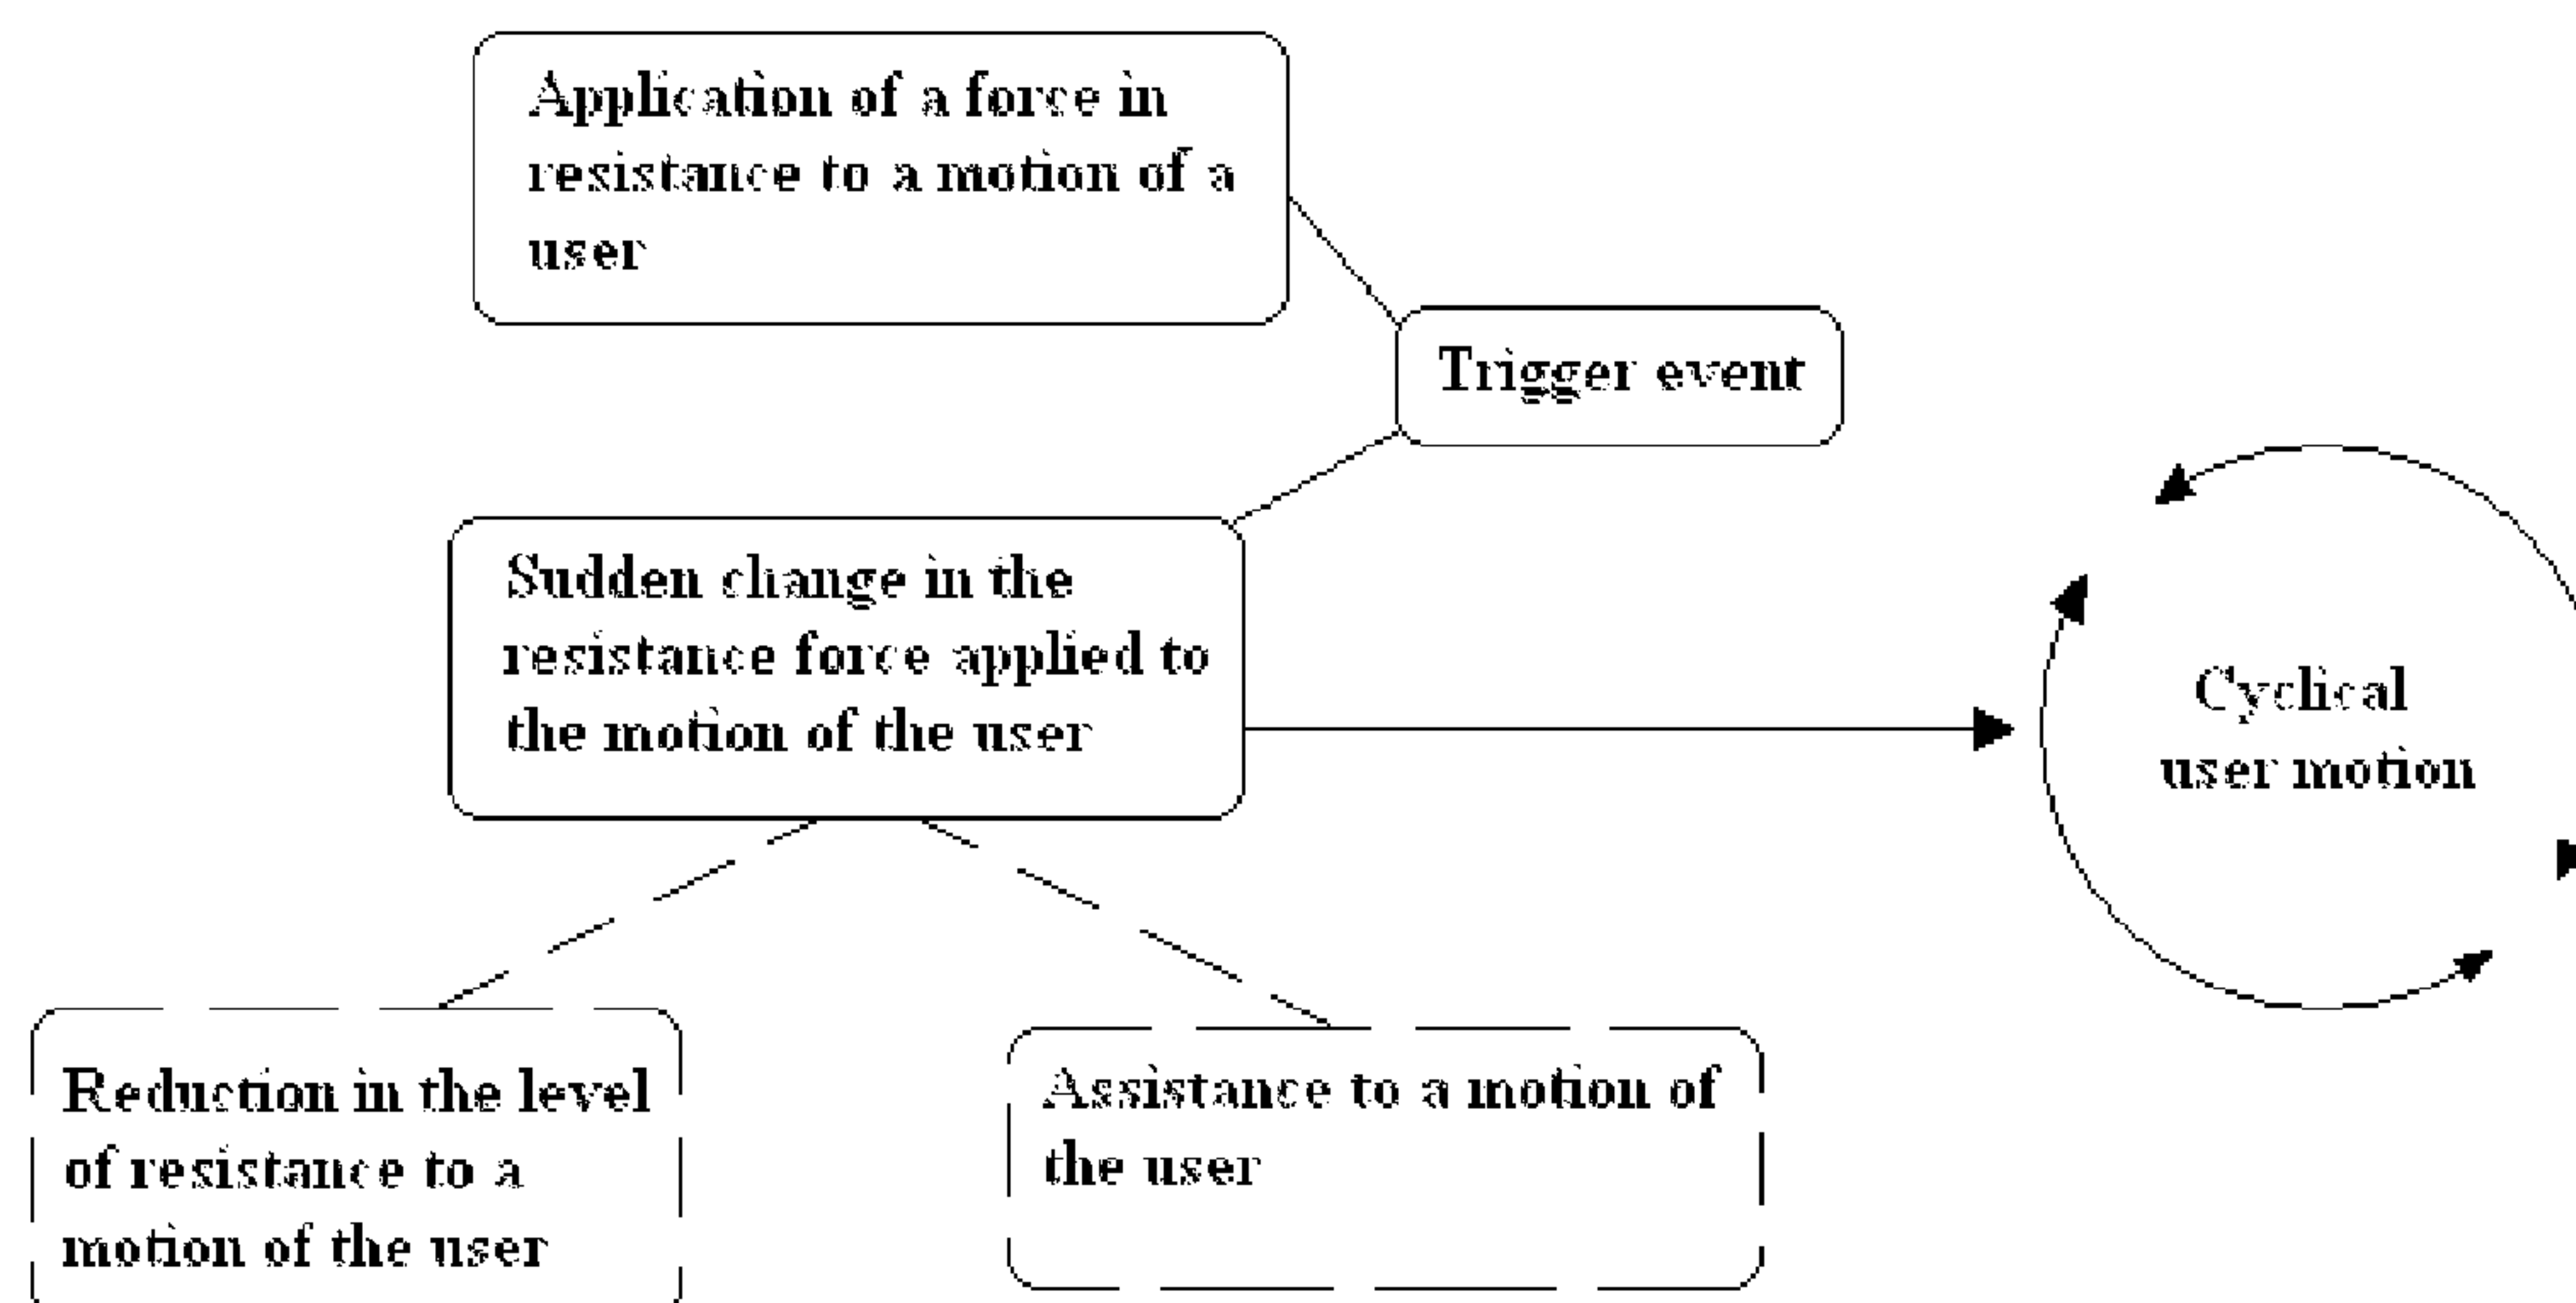 Application of a force in
resistance to a motion of a
user
Trigger event
Sudden change in the
resistance force applied to
the motion of the user
Cyclical
user motion
Reduction in the level
of resistance to a
motion of the user
Assistance to a motion of
the user